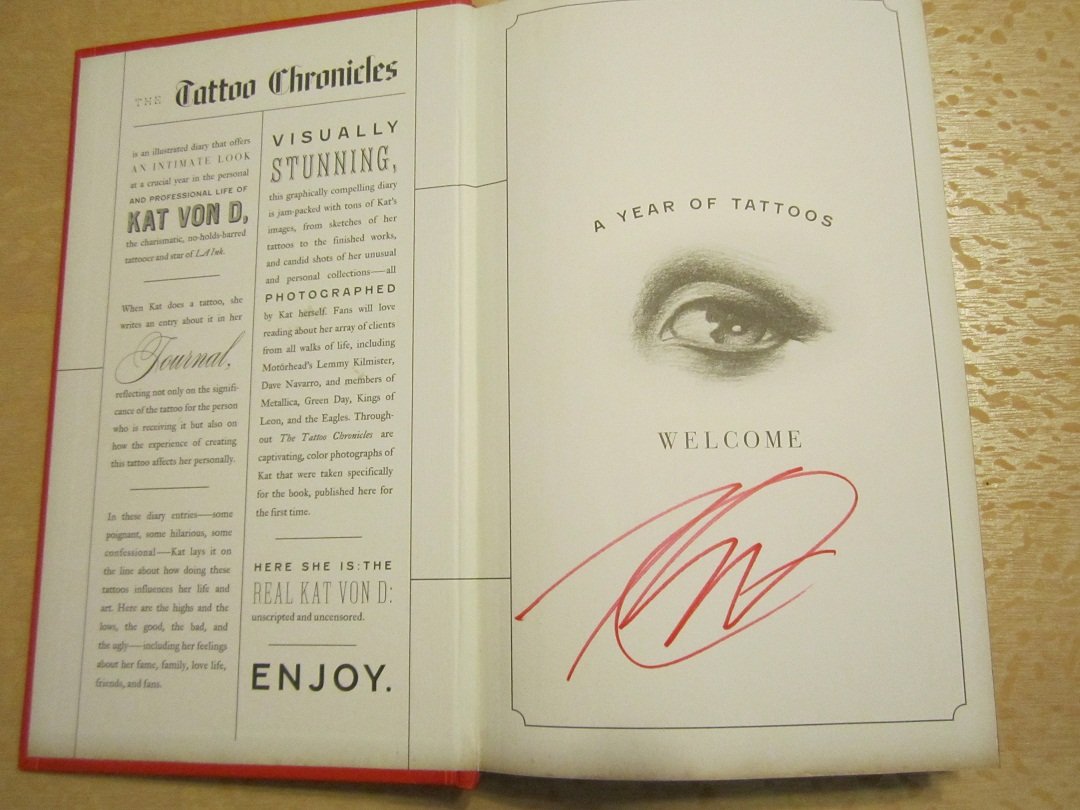 THE Tattoo Chronicles
is an illustrated diary that offers
AN INTIMATE LOOK
at a crucial year in the personal
AND PROFESSIONAL LIFE OF
KAT VON D,
the charismatic, no-holds-barred
tattooer and star of LA Ink.
When Kat does a tattoo, she
writes an entry about it in her
Journal,
reflecting not only on the signifi-
cance of the tattoo for the person
who is receiving it but also on
how the experience of creating
this tattoo affects her personally.
In these diary entries—some
poignant, some hilarious, some
confessional—Kat lays it on
the line about how doing these
tattoos influences her life and
art. Here are the highs and the
lows, the good, the bad, and
the ugly—including her feelings
about her fame, family, love life,
friends, and fans.
VISUALLY
STUNNING,
this graphically compelling diary
is jam-packed with tons of Kat's
images, from sketches of her
tattoos to the finished works,
and candid shots of her unusual
and personal collections—all
PHOTOGRAPHED
by Kat herself. Fans will love
reading about her array of clients
from all walks of life, including
Motörhead's Lemmy Kilmister,
Dave Navarro, and members of
Metallica, Green Day, Kings of
Leon, and the Eagles. Through-
out The Tattoo Chronicles are
captivating, color photographs of
Kat that were taken specifically
for the book, published here for
the first time.
HERE SHE IS: THE
REAL KAT VON D:
unscripted and uncensored.
ENJOY.
A YEAR OF TATTOOS
WELCOME